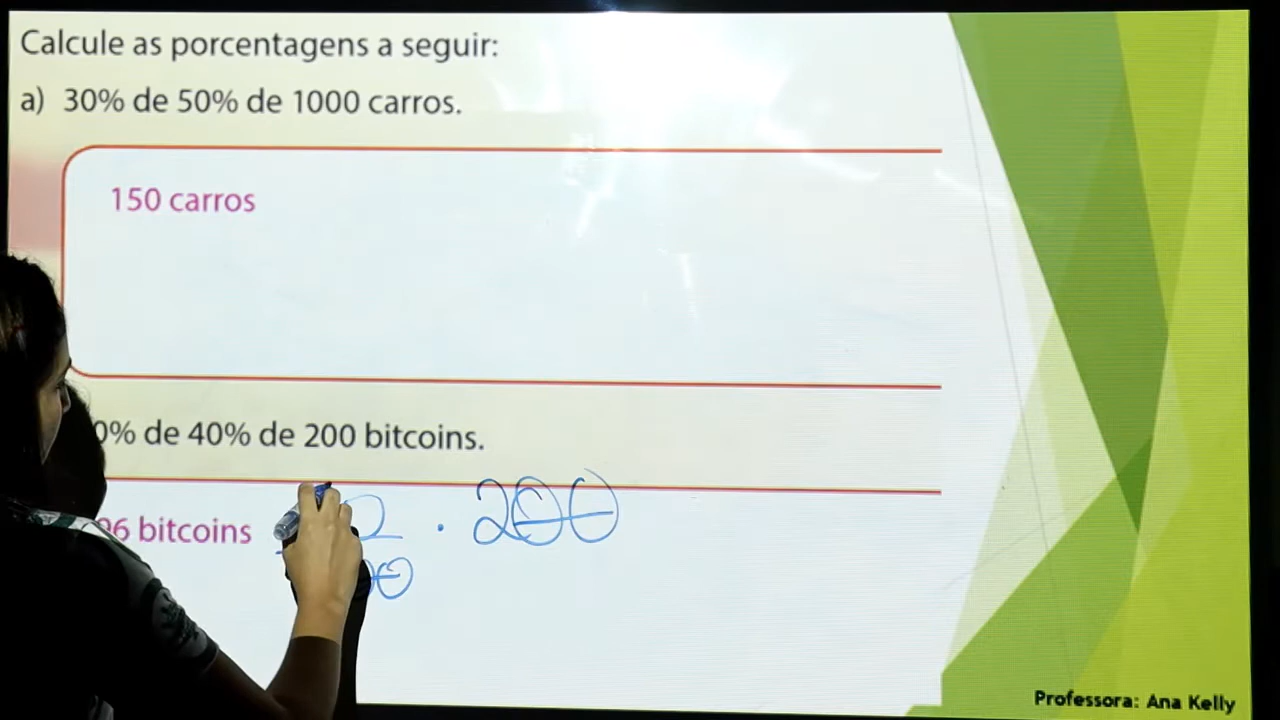 Calcule as porcentagens a seguir:
a) 30% de 50% de 1000 carros.
150 carros
0% de 40% de 200 bitcoins.
96 bitcoins
· 200
Professora: Ana Kelly